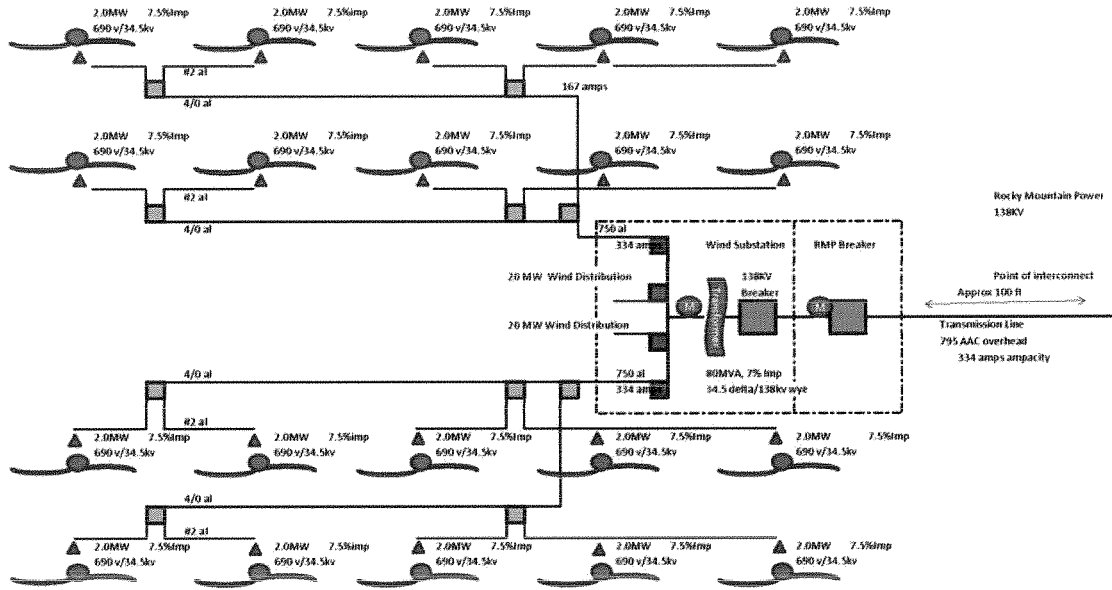 2.0MW 7.5%Imp 2.0MW 7.5%Imp 2.0MW 7.5%Imp 2.0MW 7.5%Imp 2.0MW 7.5%Imp
690 v/34.5kv 690 v/34.5kv 690 v/34.5kv 690 v/34.5kv 690 v/34.5kv
#2 al
167 amps
4/0 al
2.0MW 7.5%Imp 2.0MW 7.5%Imp 2.0MW 7.5%Imp 2.0MW 7.5%Imp 2.0MW 7.5%Imp
690 v/34.5kv 690 v/34.5kv 690 v/34.5kv 690 v/34.5kv 690 v/34.5kv
#2 al
4/0 al
Rocky Mountain Power
138KV
750 al
334 amps
Wind Substation
RMP Breaker
20 MW Wind Distribution
138KV
Breaker
Point of interconnect
Approx 100 ft
20 MW Wind Distribution
Transmission Line
795 AAC overhead
334 amps ampacity
4/0 al
750 al
334 amps
80MVA, 7% Imp
34.5 delta/138kv wye
#2 al
2.0MW 7.5%Imp 2.0MW 7.5%Imp 2.0MW 7.5%Imp 2.0MW 7.5%Imp 2.0MW 7.5%Imp
690 v/34.5kv 690 v/34.5kv 690 v/34.5kv 690 v/34.5kv 690 v/34.5kv
4/0 al
#2 al
2.0MW 7.5%Imp 2.0MW 7.5%Imp 2.0MW 7.5%Imp 2.0MW 7.5%Imp 2.0MW 7.5%Imp
690 v/34.5kv 690 v/34.5kv 690 v/34.5kv 690 v/34.5kv 690 v/34.5kv